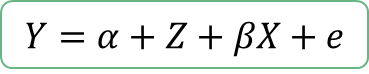 Y = α + Z + βX + e